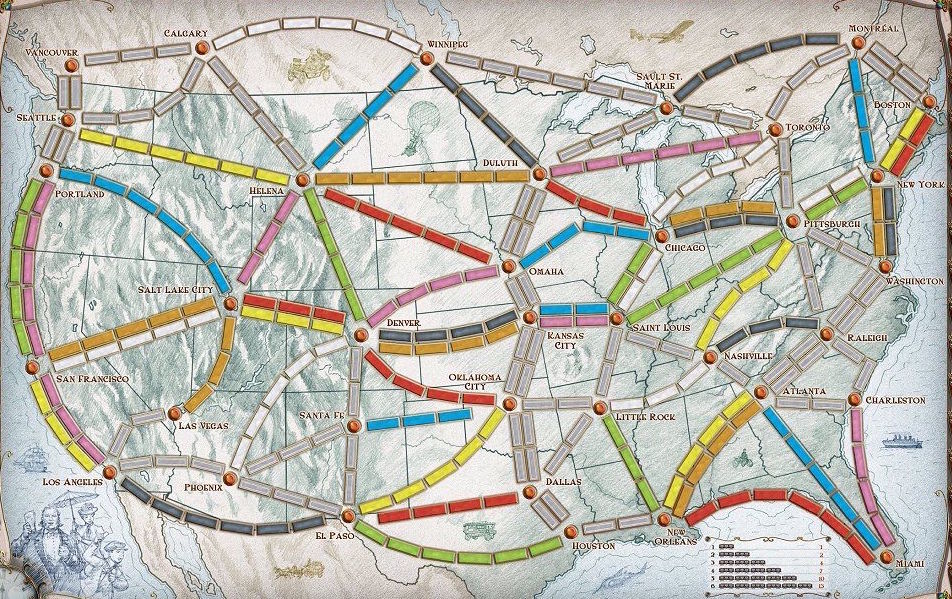 CALGARY
VANCOUVER
WINNIPEG
MONTRÉAL
SAULT ST.
MARIE
SEATTLE
BOSTON
TORONTO
DULUTH
HELENA
PORTLAND
NEW YORK
PITTSBURGH
CHICAGO
OMAHA
WASHINGTON
SALT LAKE CITY
DENVER
KANSAS
CITY
SAINT LOUIS
RALEIGH
NASHVILLE
SAN FRANCISCO
OKLAHOMA
CITY
ATLANTA
CHARLESTON
SANTA FE
LITTLE ROCK
LAS VEGAS
LOS ANGELES
PHOENIX
DALLAS
EL PASO
HOUSTON
NEW
ORLEANS
MIAMI
1 1
2 2
3 4
4 7
5 10
6 15